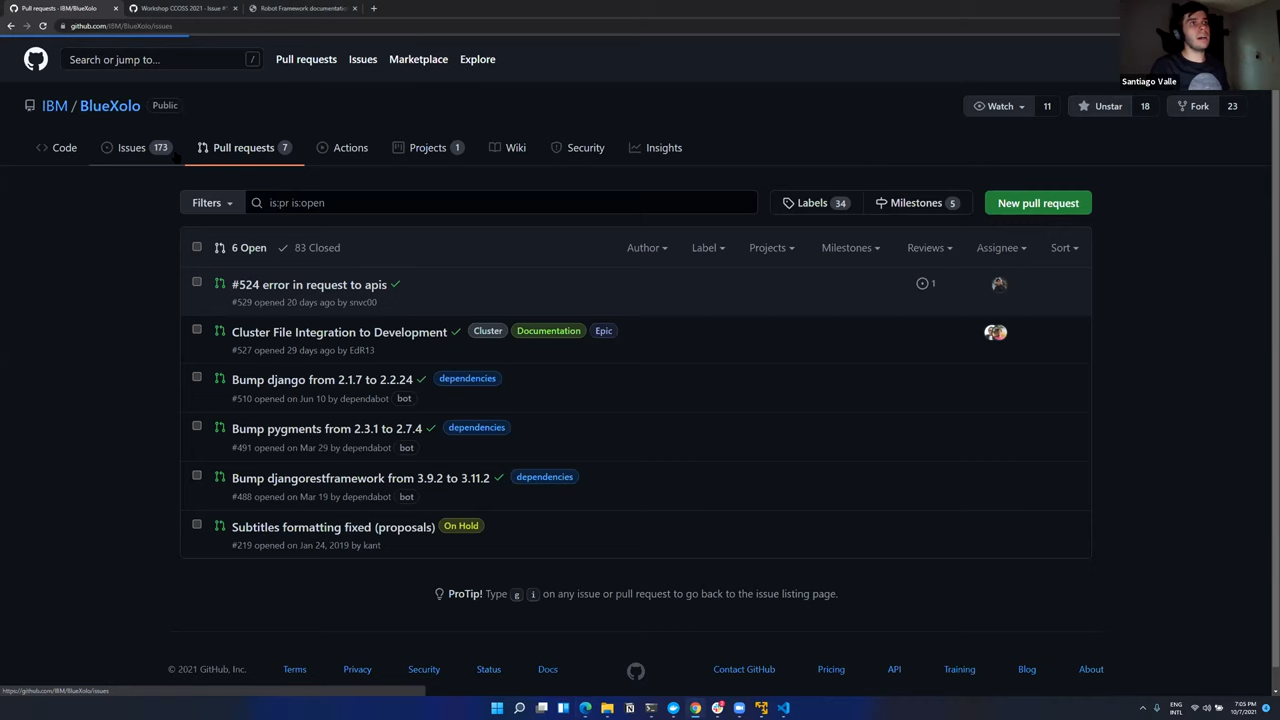 Pull requests · IBM/BlueXolo
Workshop CCOSS 2021 · Issue #
Robot Framework documentation
github.com/IBM/BlueXolo/issues
Search or jump to...
/
Pull requests
Issues
Marketplace
Explore
Santiago Valle
IBM / BlueXolo
Public
Watch
11
Unstar
18
Fork
23
Code
Issues 173
Pull requests 7
Actions
Projects 1
Wiki
Security
Insights
Filters
is:pr is:open
Labels 34
Milestones 5
New pull request
6 Open
83 Closed
Author
Label
Projects
Milestones
Reviews
Assignee
Sort
#524 error in request to apis
1
#529 opened 20 days ago by snvc00
Cluster File Integration to Development
Cluster
Documentation
Epic
#527 opened 29 days ago by EdR13
Bump django from 2.1.7 to 2.2.24
dependencies
#510 opened on Jun 10 by dependabot bot
Bump pygments from 2.3.1 to 2.7.4
dependencies
#491 opened on Mar 29 by dependabot bot
Bump djangorestframework from 3.9.2 to 3.11.2
dependencies
#488 opened on Mar 19 by dependabot bot
Subtitles formatting fixed (proposals)
On Hold
#219 opened on Jan 24, 2019 by kant
ProTip! Type g i on any issue or pull request to go back to the issue listing page.
© 2021 GitHub, Inc.
Terms
Privacy
Security
Status
Docs
Contact GitHub
Pricing
API
Training
Blog
About
https://github.com/IBM/BlueXolo/issues
ENG
INTL
7:05 PM
10/7/2021